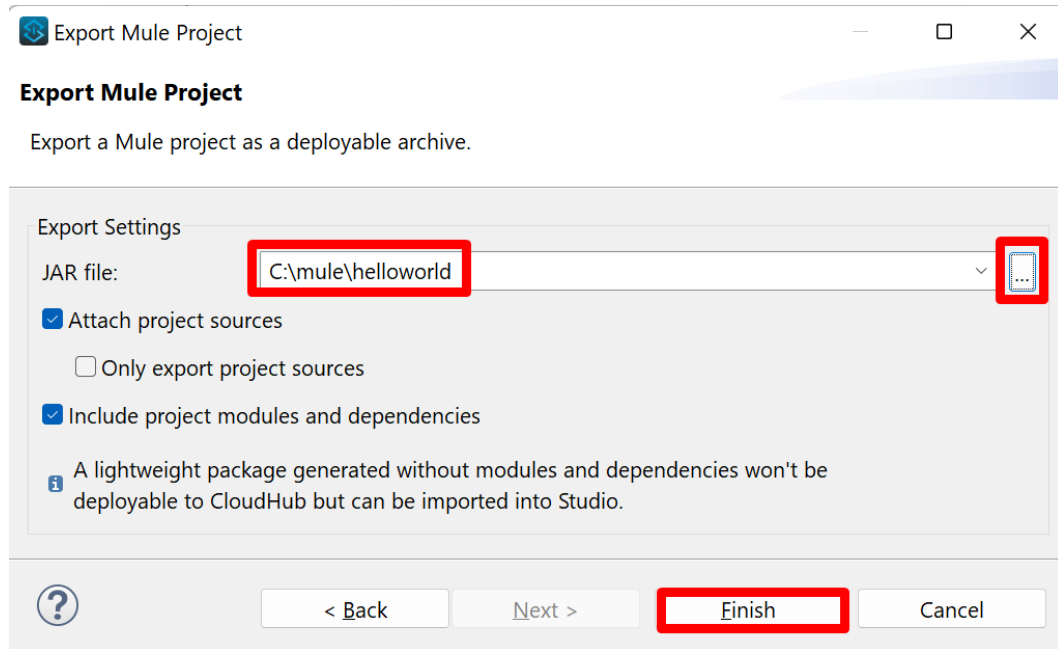 Export Mule Project
Export Mule Project
Export a Mule project as a deployable archive.
Export Settings
JAR file:
C:\mule\helloworld
...
Attach project sources
Only export project sources
Include project modules and dependencies
A lightweight package generated without modules and dependencies won't be
deployable to CloudHub but can be imported into Studio.
?
< Back
Next >
Finish
Cancel